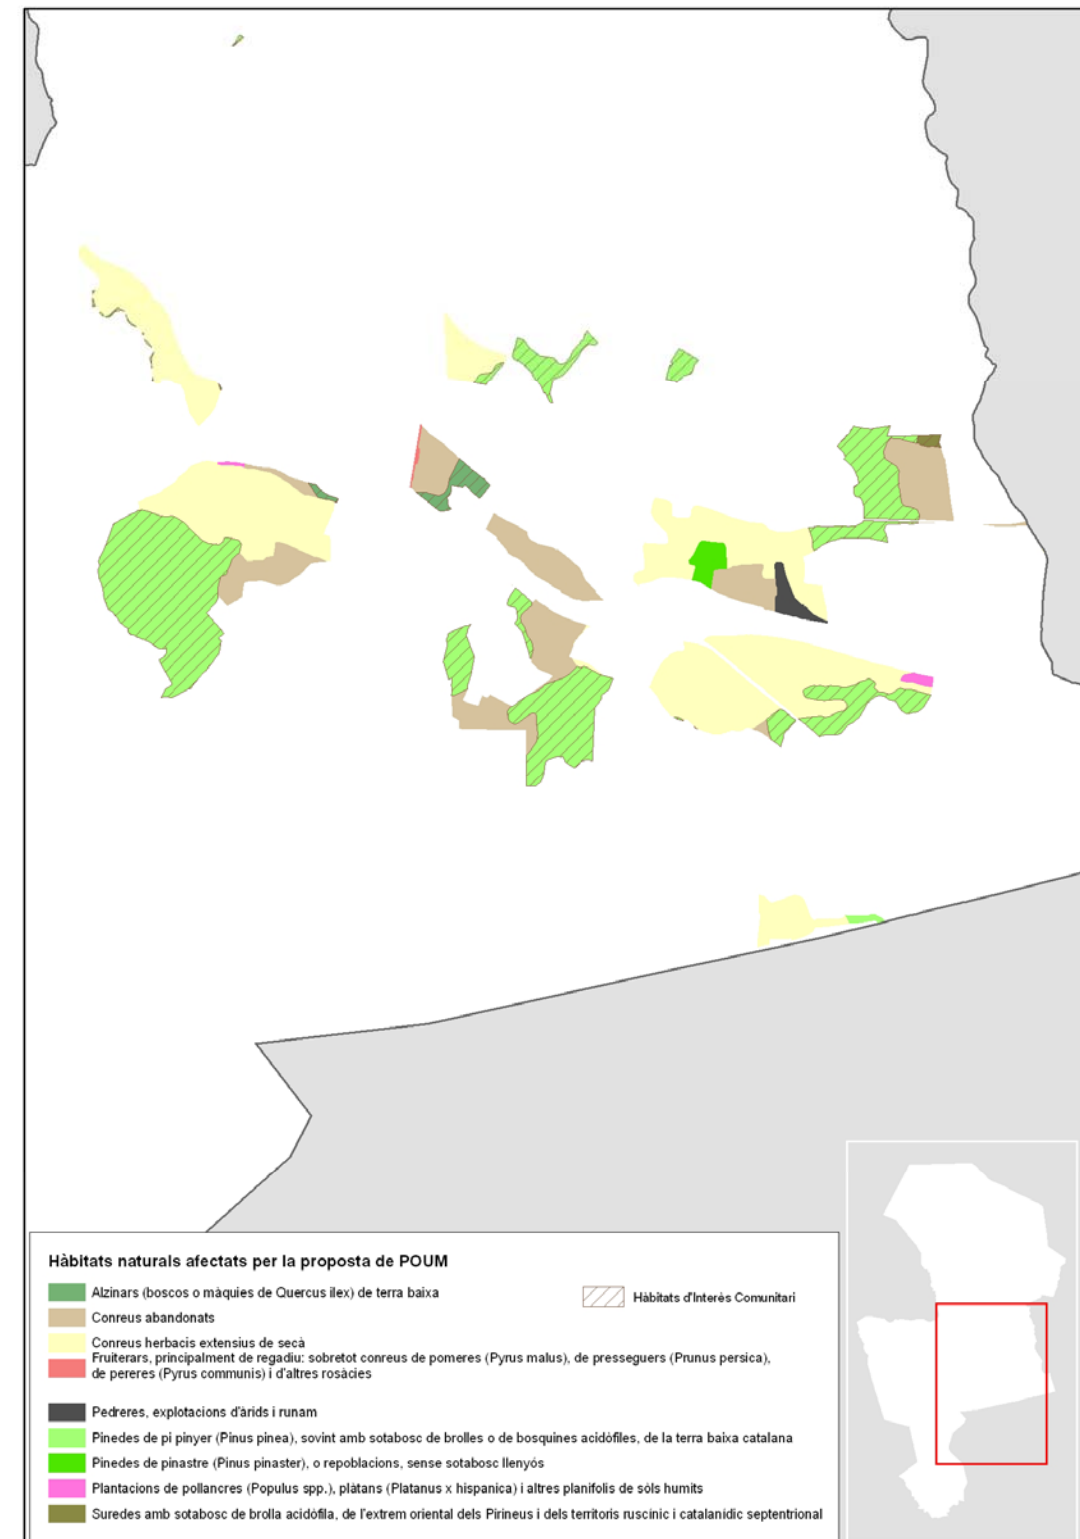 Hàbitats naturals afectats per la proposta de POUM
Alzinars (boscos o màquies de Quercus ilex) de terra baixa
Hàbitats d'Interès Comunitari
Conreus abandonats
Conreus herbacis extensius de secà
Fruiterars, principalment de regadiu: sobretot conreus de pomeres (Pyrus malus), de presseguers (Prunus persica),
de pereres (Pyrus communis) i d'altres rosàcies
Pedreres, explotacions d'àrids i runam
Pinedes de pi pinyer (Pinus pinea), sovint amb sotabosc de brolles o de bosquines acidòfiles, de la terra baixa catalana
Pinedes de pinastre (Pinus pinaster), o repoblacions, sense sotabosc llenyós
Plantacions de pollancres (Populus spp.), plàtans (Platanus x hispanica) i altres planifolis de sòls humits
Suredes amb sotabosc de brolla acidòfila, de l'extrem oriental dels Pirineus i dels territoris ruscínic i catalanídic septentrional